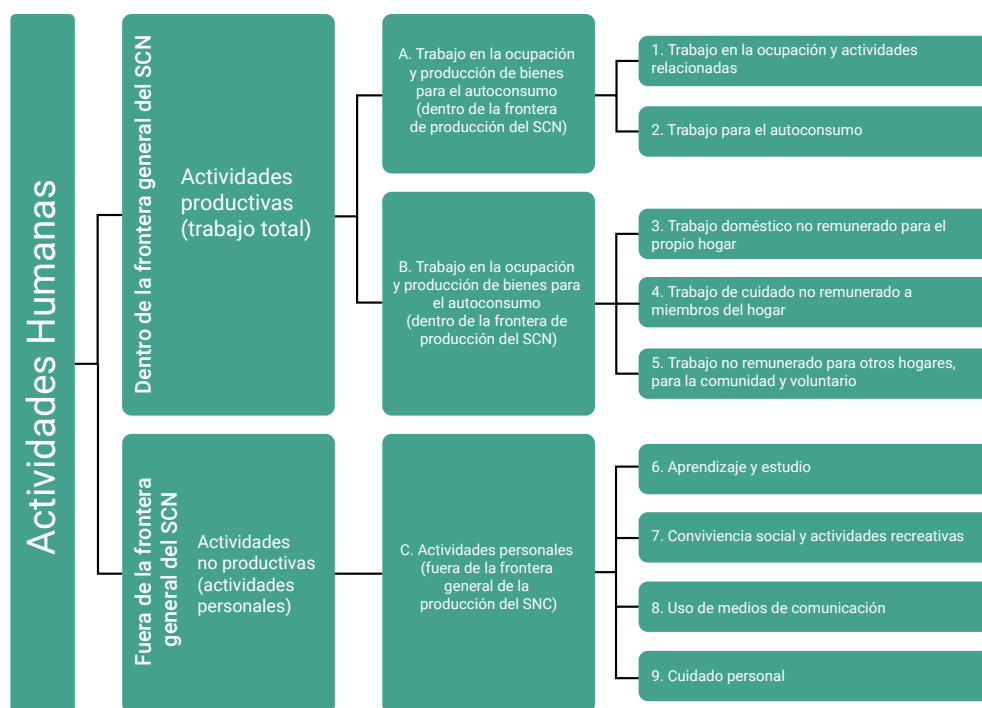 Actividades Humanas
Dentro de la frontera general del SCN
Actividades
productivas
(trabajo total)
A. Trabajo en la ocupación
y producción de bienes
para el autoconsumo
(dentro de la frontera
de producción del SCN)
1. Trabajo en la ocupación y actividades
relacionadas
2. Trabajo para el autoconsumo
B. Trabajo en la ocupación
y producción de bienes para
el autoconsumo
(dentro de la frontera de
producción del SCN)
3. Trabajo doméstico no remunerado para el
propio hogar
4. Trabajo de cuidado no remunerado a
miembros del hogar
5. Trabajo no remunerado para otros hogares,
para la comunidad y voluntario
Fuera de la frontera
general del SCN
Actividades
no productivas
(actividades
personales)
C. Actividades personales
(fuera de la frontera
general de la
producción del SNC)
6. Aprendizaje y estudio
7. Conviviencia social y actividades recreativas
8. Uso de medios de comunicación
9. Cuidado personal